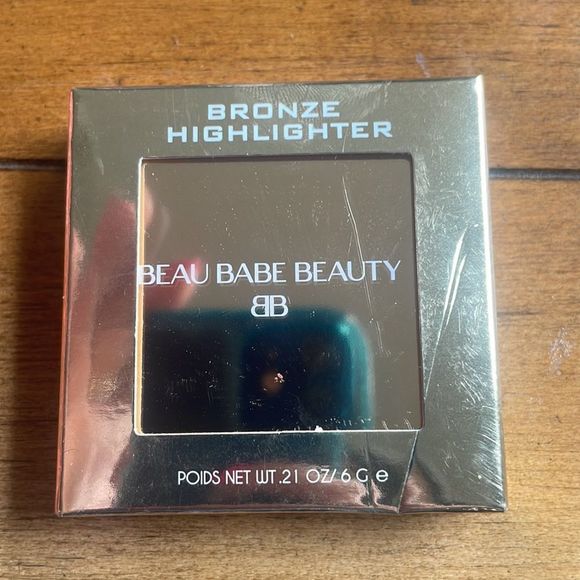 BRONZE
HIGHLIGHTER
BEAU BABE BEAUTY
BB
POIDS NET WT .21 OZ/ 6 G e